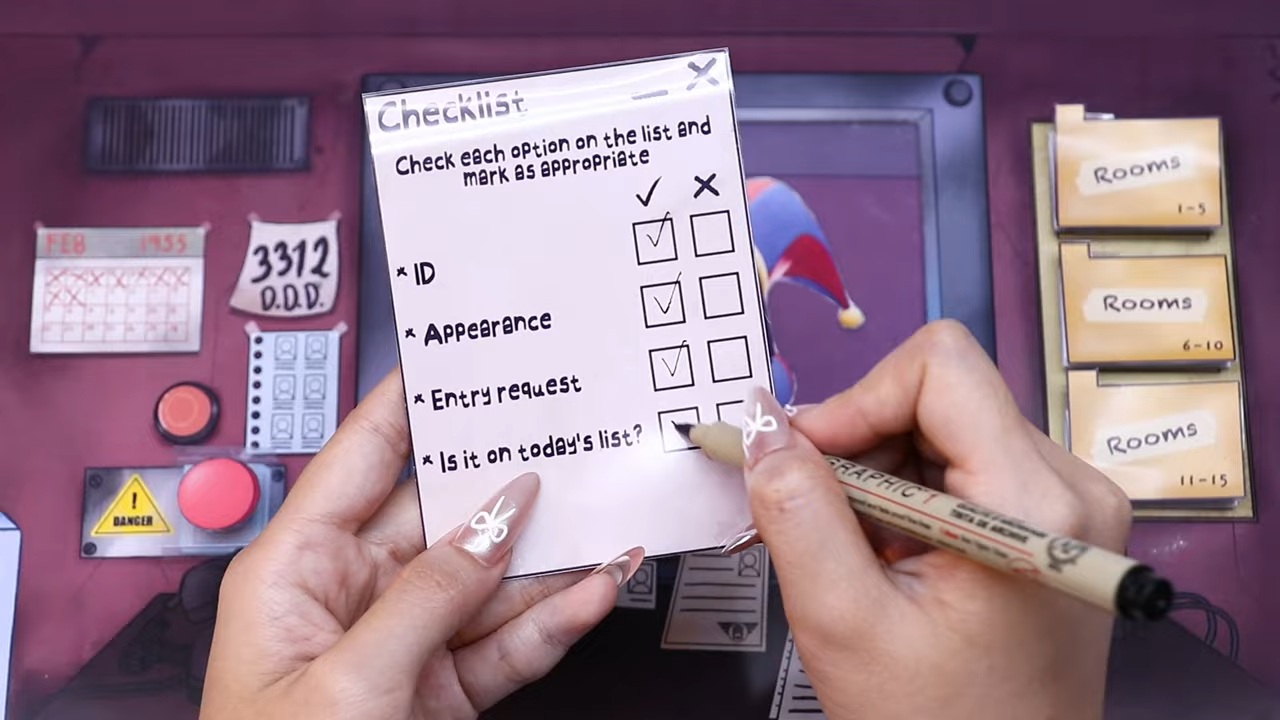 Checklist
Check each option on the list and
mark as appropriate
* ID
* Appearance
* Entry request
* Is it on today's list?
FEB 1955
3312
D.D.D.
DANGER
Rooms
1-5
Rooms
6-10
Rooms
11-15
GRAPHIC 1